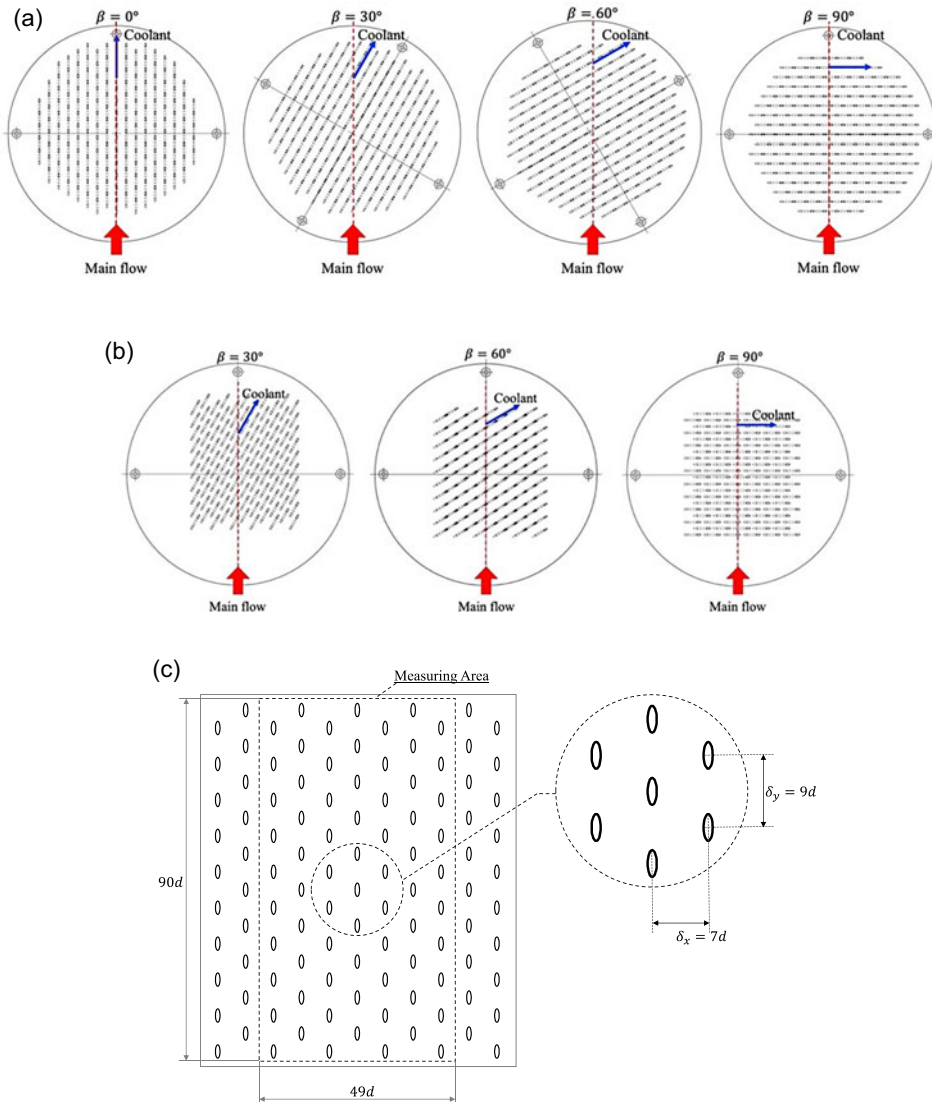 (a)
β = 0°
Coolant
Main flow
β = 30°
Coolant
Main flow
β = 60°
Coolant
Main flow
β = 90°
Coolant
Main flow
(b)
β = 30°
Coolant
Main flow
β = 60°
Coolant
Main flow
β = 90°
Coolant
Main flow
(c)
Measuring Area
90d
49d
δy = 9d
δx = 7d